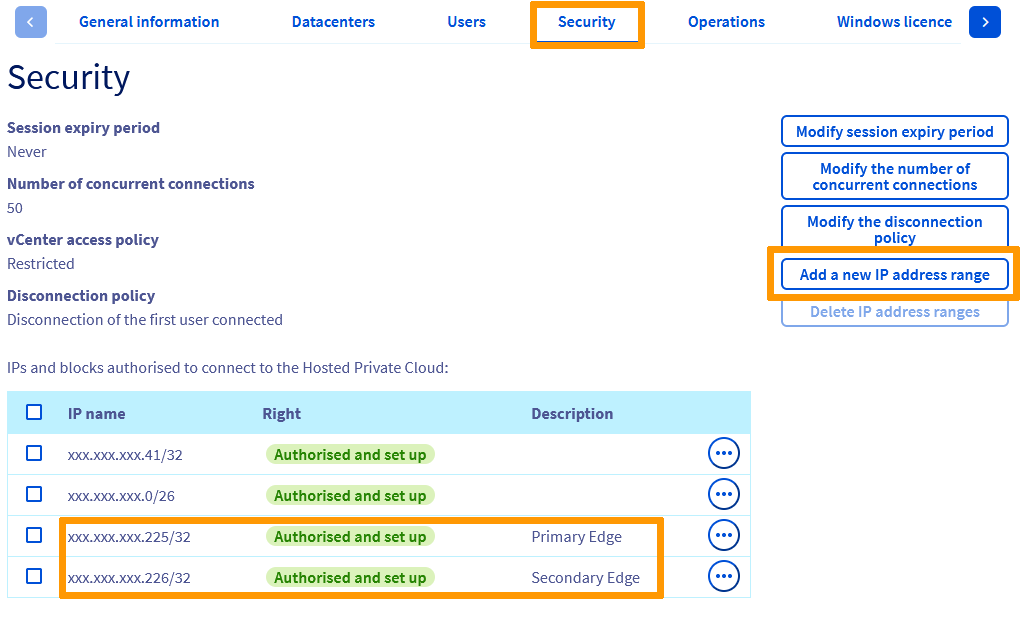 General information Datacenters Users Security Operations Windows licence
Security
Session expiry period
Never
Number of concurrent connections
50
vCenter access policy
Restricted
Disconnection policy
Disconnection of the first user connected
Modify session expiry period
Modify the number of
concurrent connections
Modify the disconnection
policy
Add a new IP address range
Delete IP address ranges
IPs and blocks authorised to connect to the Hosted Private Cloud:
IP name Right Description
xxx.xxx.xxx.41/32 Authorised and set up
xxx.xxx.xxx.0/26 Authorised and set up
xxx.xxx.xxx.225/32 Authorised and set up Primary Edge
xxx.xxx.xxx.226/32 Authorised and set up Secondary Edge